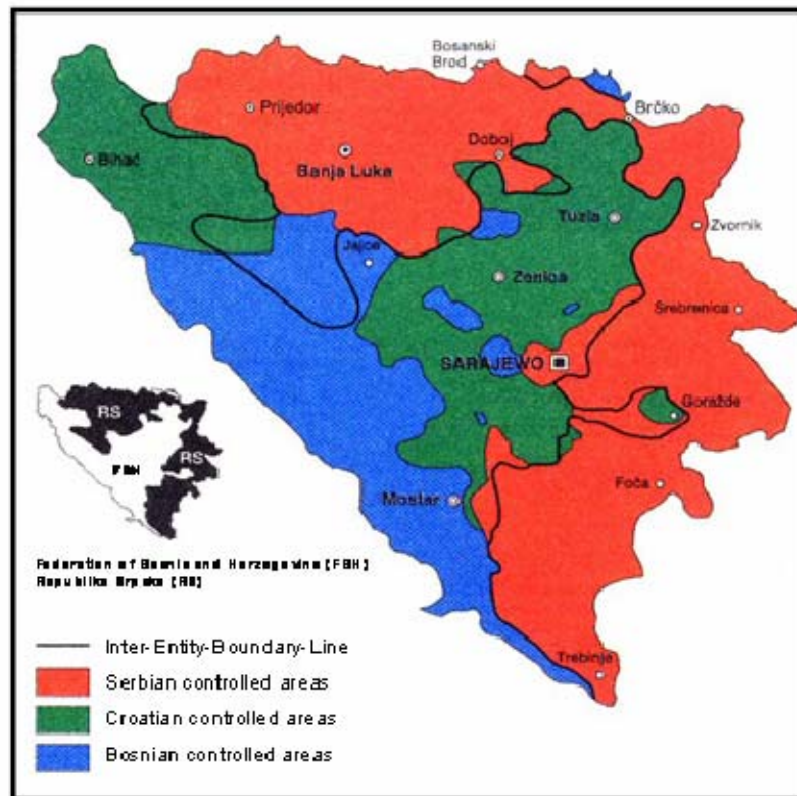 Bosanski
Brod
Prijedor
Brčko
Doboj
Bihać
Banja Luka
Tuzla
Zvornik
Jajce
Zenica
Srebrenica
SARAJEWO
Goražde
RS
RS
FBH
Foča
Mostar
Federation of Bosnia and Herzegovina (FBH)
Republika Srpska (RS)
Trebinje
Inter-Entity-Boundary-Line
Serbian controlled areas
Croatian controlled areas
Bosnian controlled areas